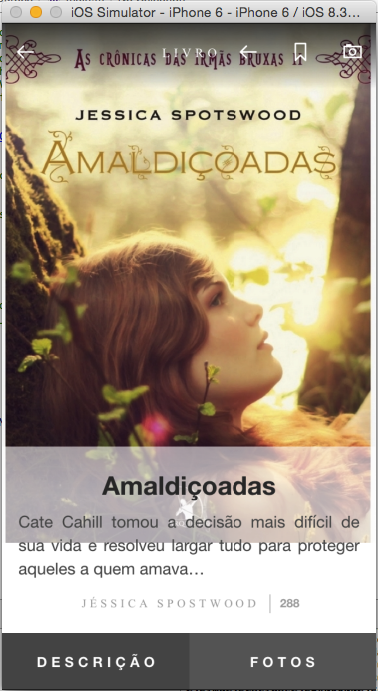 iOS Simulator - iPhone 6 - iPhone 6 / iOS 8.3...
AS CRÔNICAS DAS IRMÃS BRUXAS II
LIVRO
JESSICA SPOTSWOOD
AMALDIÇOADAS
Amaldiçoadas
Cate Cahill tomou a decisão mais difícil de
sua vida e resolveu largar tudo para proteger
aqueles a quem amava...
JÉSSICA SPOSTWOOD | 288
DESCRIÇÃO
FOTOS